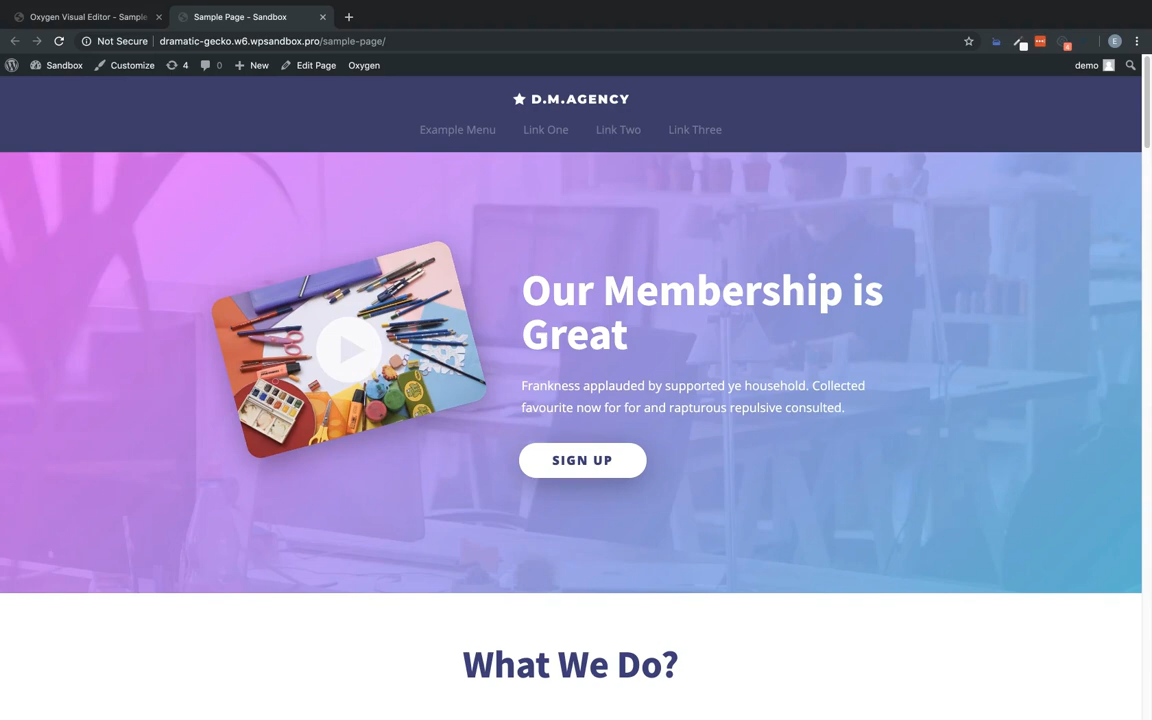 Oxygen Visual Editor - Sample
Sample Page - Sandbox
Not Secure
dramatic-gecko.w6.wpsandbox.pro/sample-page/
E
Sandbox
Customize
4
0
New
Edit Page
Oxygen
demo
D.M.AGENCY
Example Menu
Link One
Link Two
Link Three
Our Membership is
Great
Frankness applauded by supported ye household. Collected
favourite now for for and rapturous repulsive consulted.
SIGN UP
What We Do?